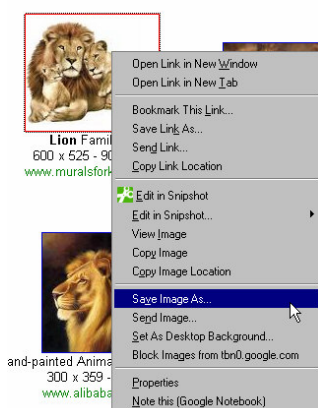 Lion Famil
600 x 525 - 90
www.muralsfork
Open Link in New Window
Open Link in New Tab
Bookmark This Link...
Save Link As...
Send Link...
Copy Link Location
Edit in Snipshot
Edit in Snipshot...
View Image
Copy Image
Copy Image Location
Save Image As...
Send Image...
Set As Desktop Background...
Block Images from tbn0.google.com
Properties
Note this (Google Notebook)
and-painted Anima
300 x 359 -
www.alibaba